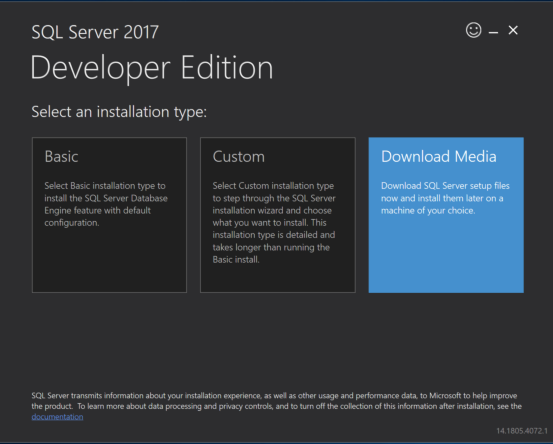 SQL Server 2017
Developer Edition
Select an installation type:
Basic
Select Basic installation type to
install the SQL Server Database
Engine feature with default
configuration.
Custom
Select Custom installation type
to step through the SQL Server
installation wizard and choose
what you want to install. This
installation type is detailed and
takes longer than running the
Basic install.
Download Media
Download SQL Server setup files
now and install them later on a
machine of your choice.
SQL Server transmits information about your installation experience, as well as other usage and performance data, to Microsoft to help improve
the product. To learn more about data processing and privacy controls, and to turn off the collection of this information after installation, see the
documentation
14.1805.4072.1